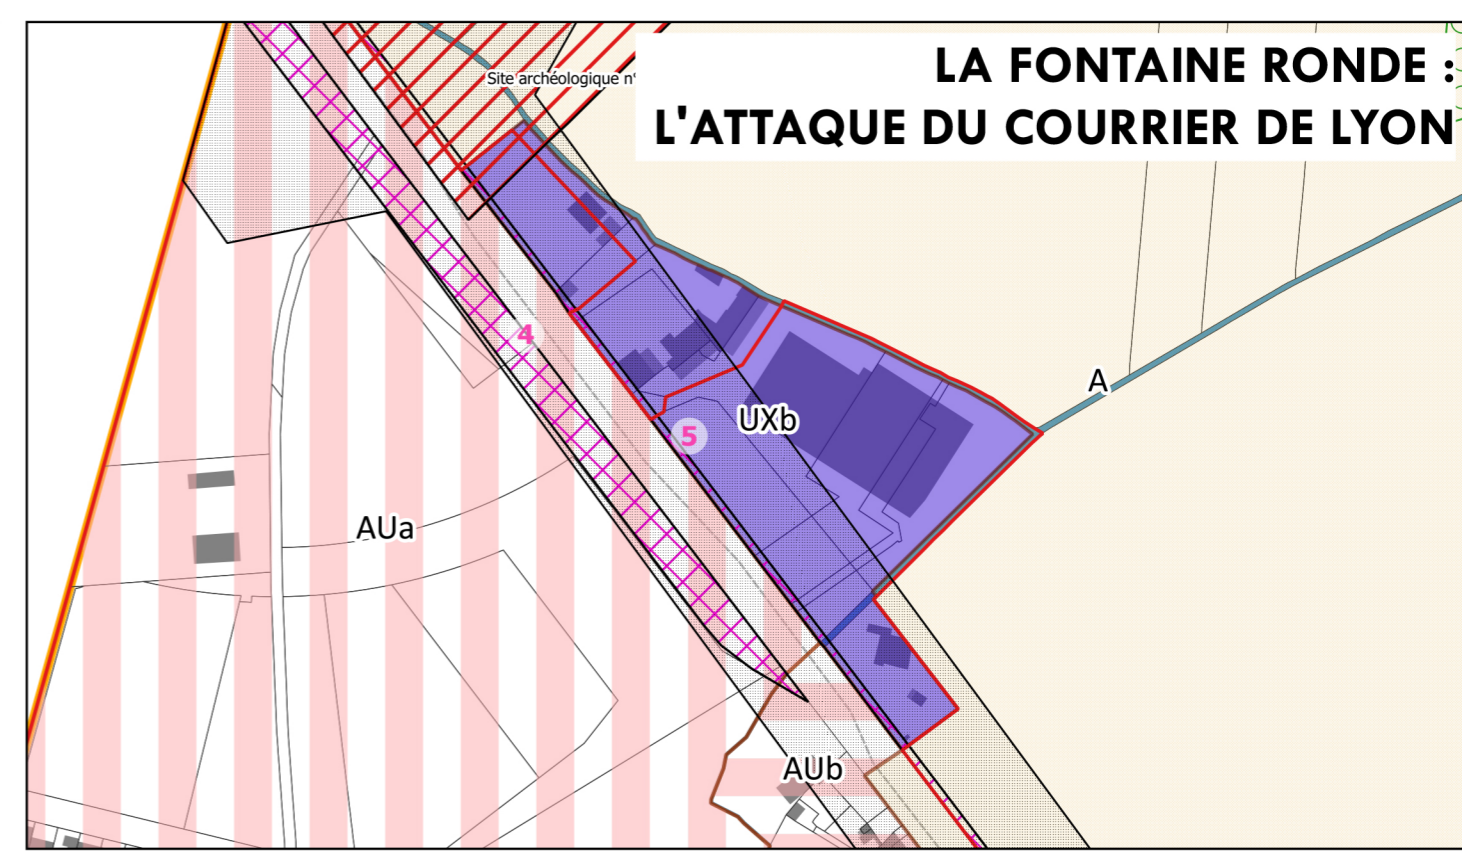 LA FONTAINE RONDE :
L'ATTAQUE DU COURRIER DE LYON
Site archéologique n°
4
A
UXb
5
AUa
AUb